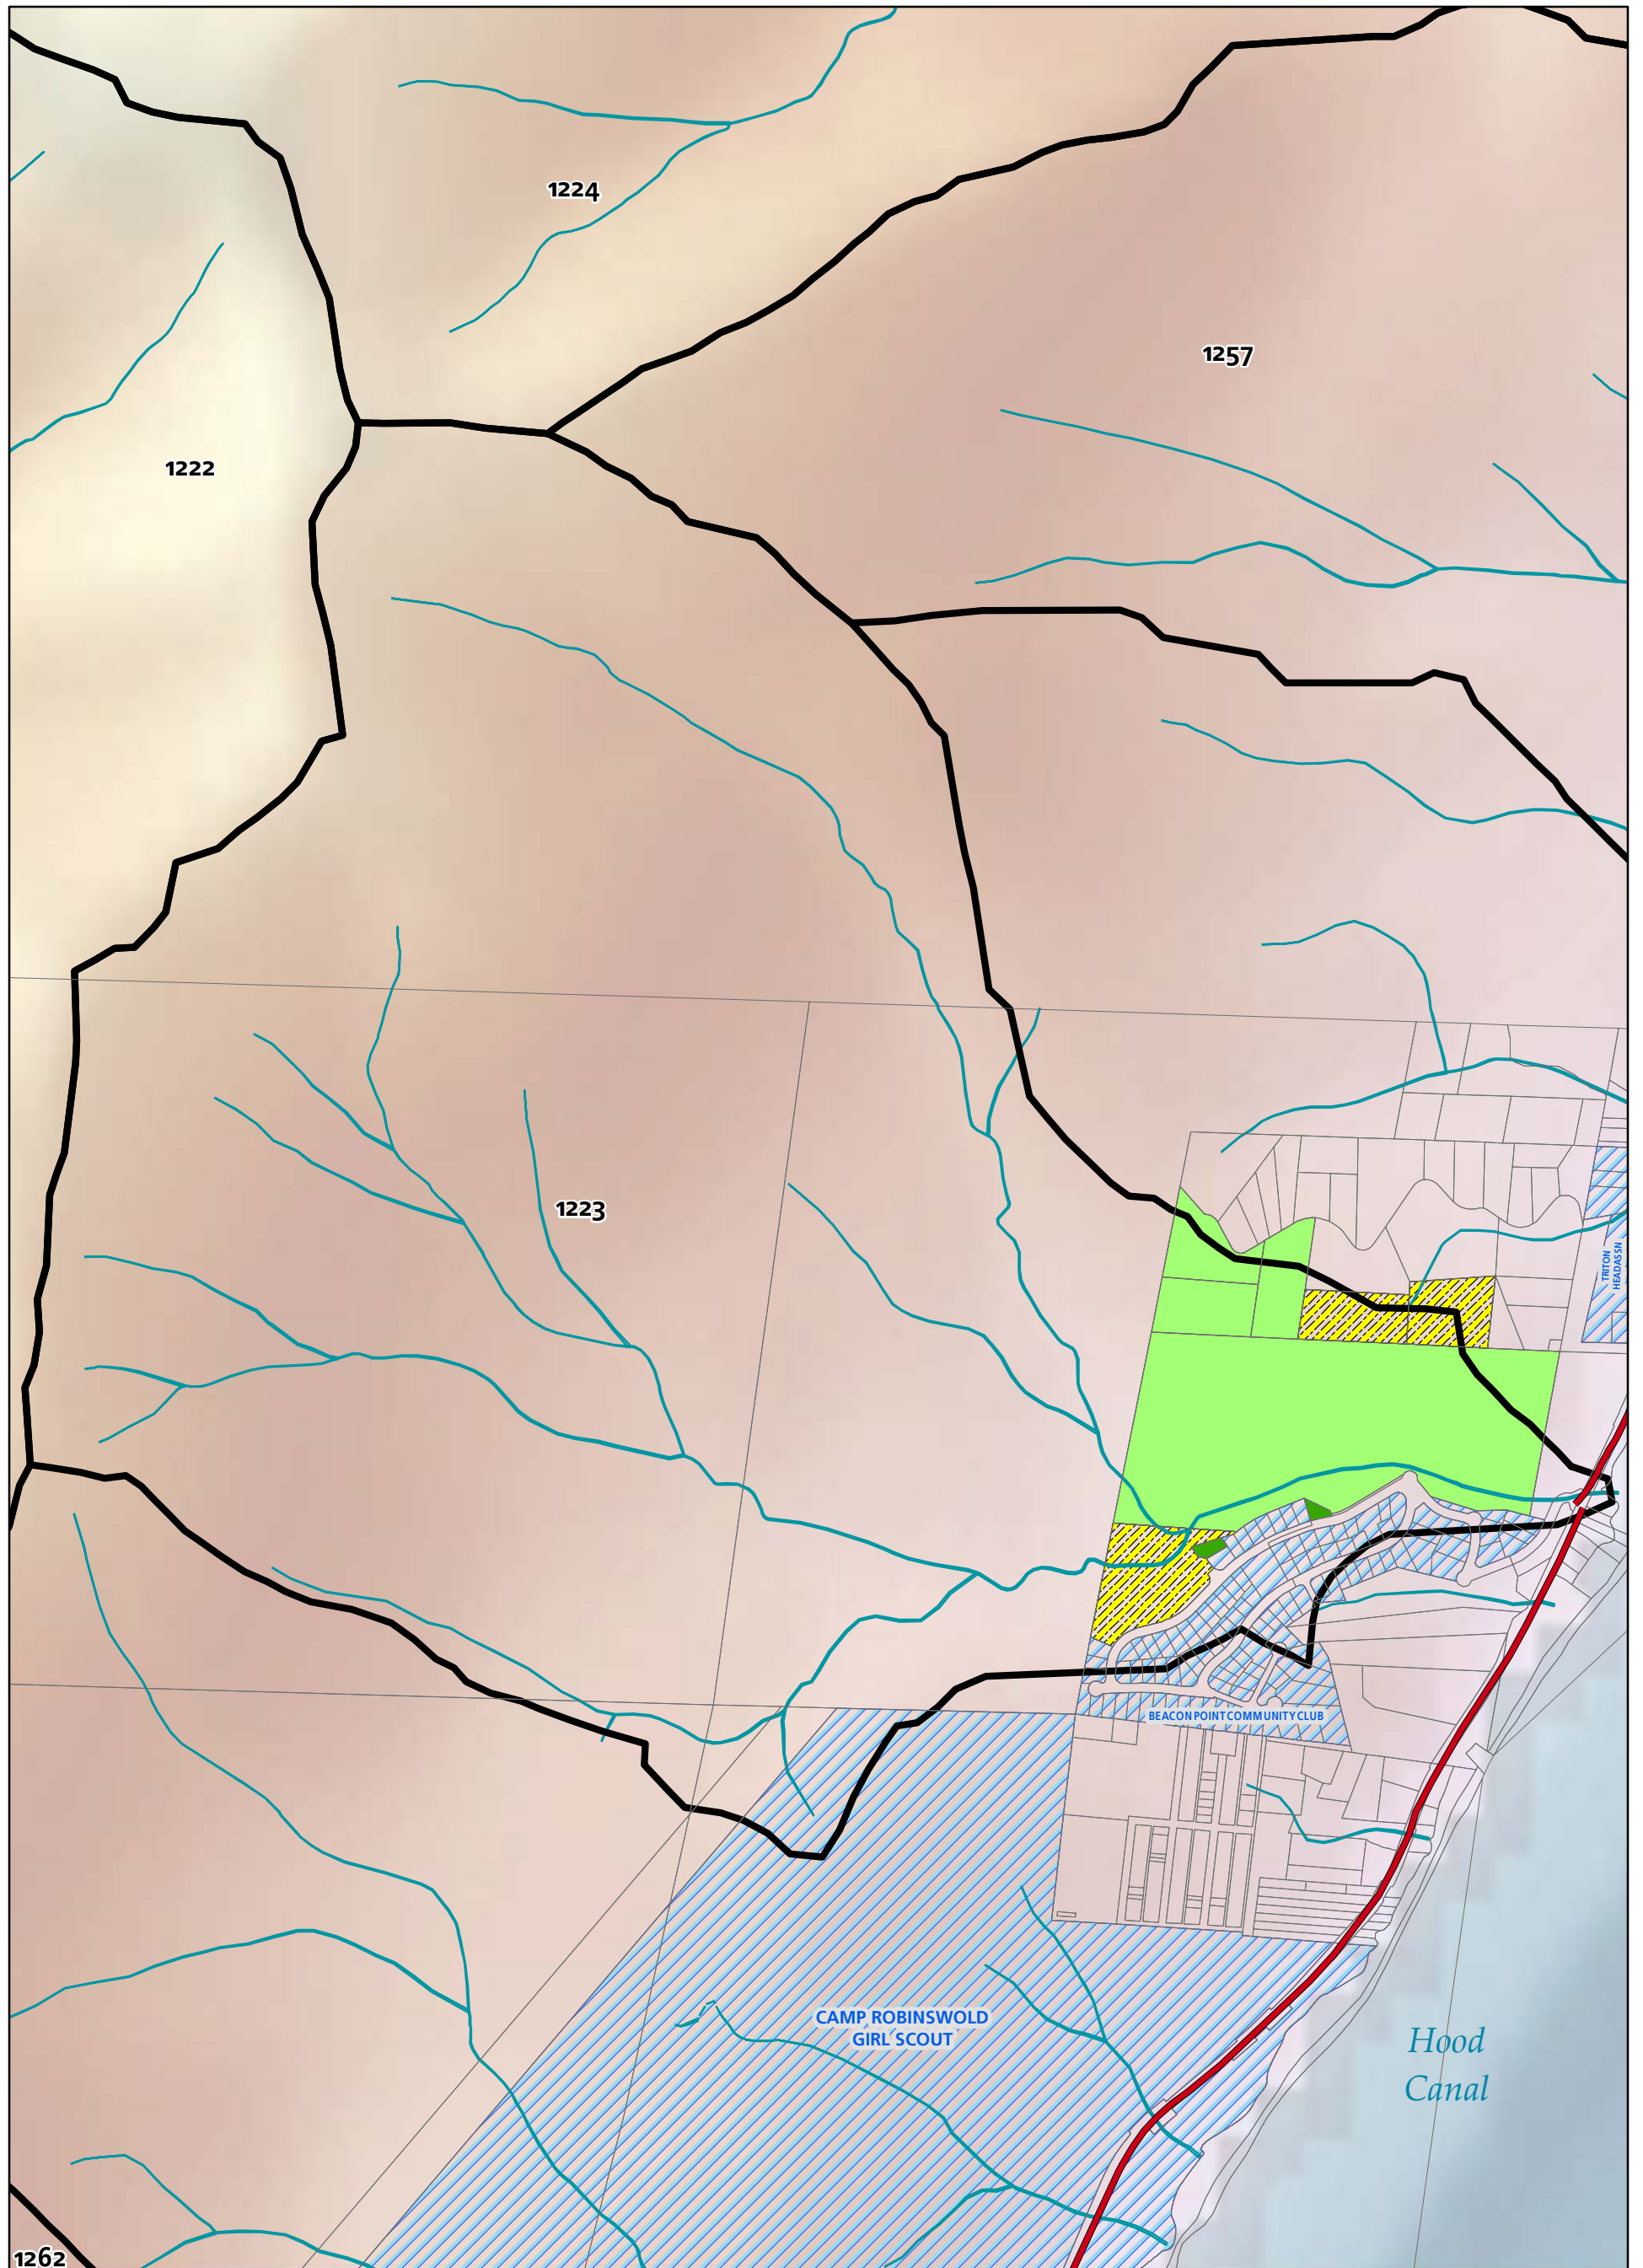 1224
1257
1222
1223
TRITON
HEAD ASSN
BEACON POINT COMMUNITY CLUB
CAMP ROBINSWOLD
GIRL SCOUT
Hood
Canal
1262